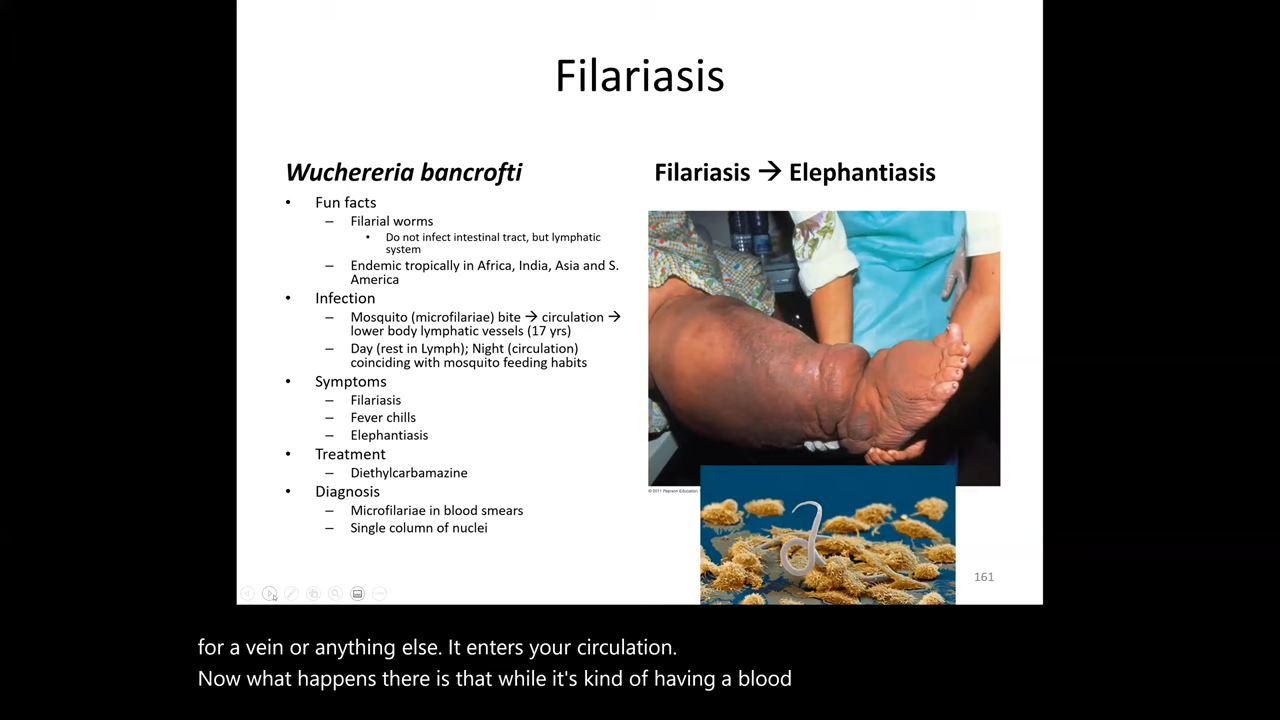 Filariasis
Wuchereria bancrofti
• Fun facts
– Filarial worms
• Do not infect intestinal tract, but lymphatic
system
– Endemic tropically in Africa, India, Asia and S.
America
• Infection
– Mosquito (microfilariae) bite → circulation →
lower body lymphatic vessels (17 yrs)
– Day (rest in Lymph); Night (circulation)
coinciding with mosquito feeding habits
• Symptoms
– Filariasis
– Fever chills
– Elephantiasis
• Treatment
– Diethylcarbamazine
• Diagnosis
– Microfilariae in blood smears
– Single column of nuclei
Filariasis → Elephantiasis
© 2011 Pearson Education,
161
for a vein or anything else. It enters your circulation.
Now what happens there is that while it's kind of having a blood